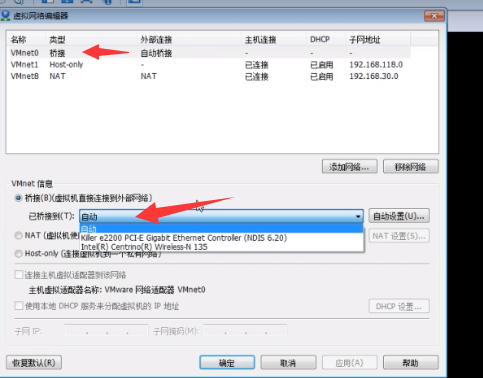 虚拟网络编辑器
名称 类型 外部连接 主机连接 DHCP 子网地址
VMnet0 桥接 自动桥接 - - -
VMnet1 Host-only - 已连接 已启用 192.168.118.0
VMnet8 NAT NAT 已连接 已启用 192.168.30.0
添加网络... 移除网络
VMnet 信息
桥接(B)(虚拟机直接连接到外部网络)
已桥接到(T): 自动 自动设置(U)...
自动
Killer e2200 PCI-E Gigabit Ethernet Controller (NDIS 6.20)
Intel(R) Centrino(R) Wireless-N 135
NAT (虚拟机使 NAT 设置(S)...
Host-only (连接虚拟机到一个私有网络)
连接主机虚拟适配器到该网络
主机虚拟适配器名称: VMware 网络适配器 VMnet0
使用本地 DHCP 服务来分配虚拟机的 IP 地址 DHCP 设置...
子网 IP: . . . 子网掩码(M): . . .
恢复默认(R) 确定 取消 应用(A) 帮助